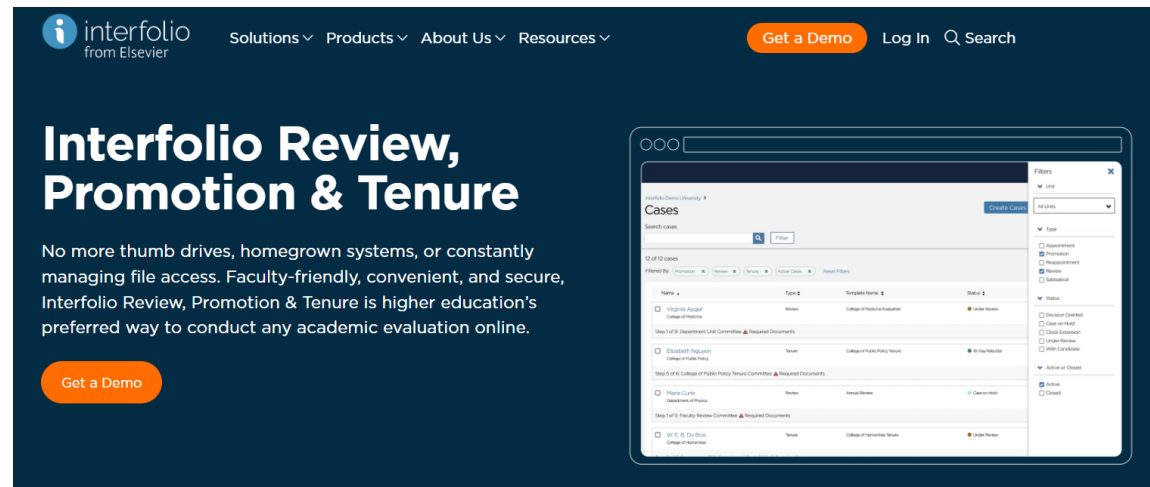 interfolio
from Elsevier
Solutions Products About Us Resources
Get a Demo Log In Search
Interfolio Review,
Promotion & Tenure
No more thumb drives, homegrown systems, or constantly
managing file access. Faculty-friendly, convenient, and secure,
Interfolio Review, Promotion & Tenure is higher education's
preferred way to conduct any academic evaluation online.
Get a Demo
Interfolio Demo University
Cases
Create Cases
Search cases
Filter
12 of 12 cases
Filtered By: Promotion X Review X Tenure X Active Cases X Reset Filters
Name Type Template Name Status
Virginia Apgar Review College of Medicine Evaluation Under Review
College of Medicine
Step 1 of 9: Department Unit Committee Required Documents
Elizabeth Nguyen Tenure College of Public Policy Tenure 10 Day Rebuttal
College of Public Policy
Step 5 of 6: College of Public Policy Tenure Committee Required Documents
Marie Curie Review Annual Review Case on Hold
Department of Physics
Step 1 of 3: Faculty Review Committee Required Documents
W. E. B. Du Bois Tenure College of Humanities Tenure Under Review
College of Humanities
Filters X
Unit
All Units
Type
Appointment
Promotion
Reappointment
Review
Sabbatical
Status
Decision Granted
Case on Hold
Clock Extension
Under Review
With Candidate
Active or Closed
Active
Closed